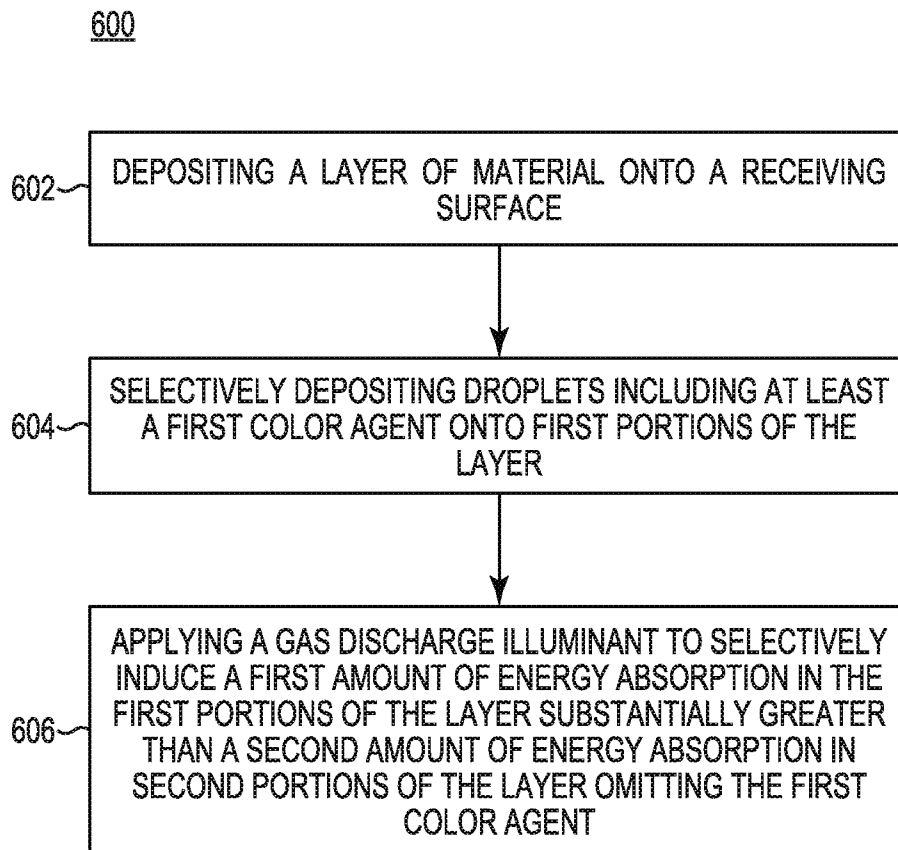 600
602
DEPOSITING A LAYER OF MATERIAL ONTO A RECEIVING
SURFACE
604
SELECTIVELY DEPOSITING DROPLETS INCLUDING AT LEAST
A FIRST COLOR AGENT ONTO FIRST PORTIONS OF THE
LAYER
606
APPLYING A GAS DISCHARGE ILLUMINANT TO SELECTIVELY
INDUCE A FIRST AMOUNT OF ENERGY ABSORPTION IN THE
FIRST PORTIONS OF THE LAYER SUBSTANTIALLY GREATER
THAN A SECOND AMOUNT OF ENERGY ABSORPTION IN
SECOND PORTIONS OF THE LAYER OMITTING THE FIRST
COLOR AGENT